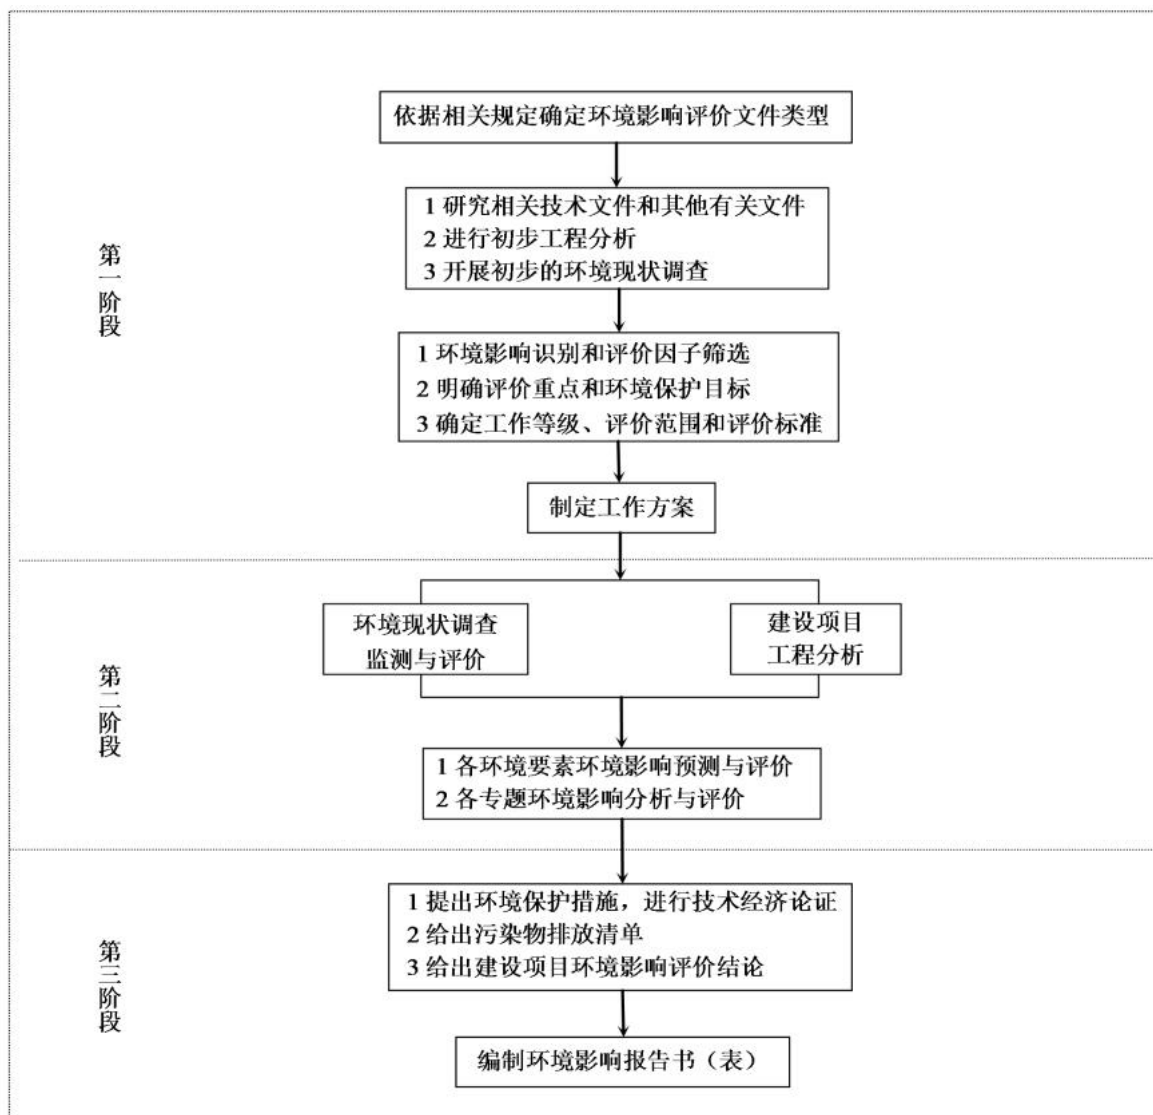 依据相关规定确定环境影响评价文件类型
1 研究相关技术文件和其他有关文件
2 进行初步工程分析
3 开展初步的环境现状调查
第一阶段
1 环境影响识别和评价因子筛选
2 明确评价重点和环境保护目标
3 确定工作等级、评价范围和评价标准
制定工作方案
第二阶段
环境现状调查
监测与评价
建设项目
工程分析
1 各环境要素环境影响预测与评价
2 各专题环境影响分析与评价
第三阶段
1 提出环境保护措施，进行技术经济论证
2 给出污染物排放清单
3 给出建设项目环境影响评价结论
编制环境影响报告书（表）